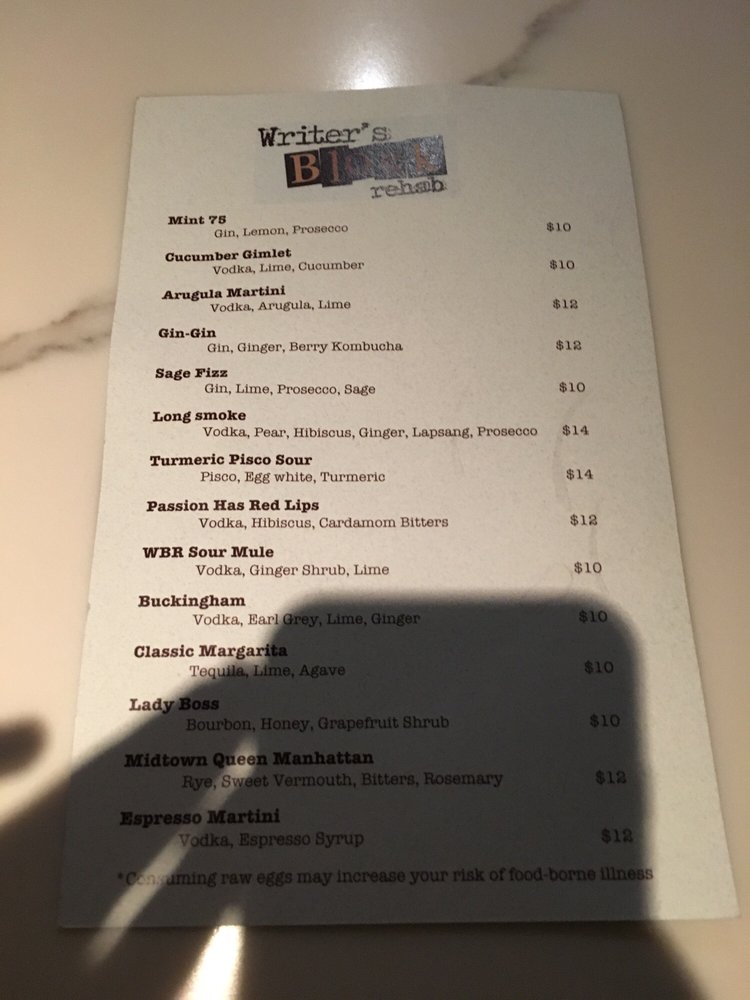 Writer's
Block
rehab
Mint 75
Gin, Lemon, Prosecco $10
Cucumber Gimlet
Vodka, Lime, Cucumber $10
Arugula Martini
Vodka, Arugula, Lime $12
Gin-Gin
Gin, Ginger, Berry Kombucha $12
Sage Fizz
Gin, Lime, Prosecco, Sage $10
Long smoke
Vodka, Pear, Hibiscus, Ginger, Lapsang, Prosecco $14
Turmeric Pisco Sour
Pisco, Egg white, Turmeric $14
Passion Has Red Lips
Vodka, Hibiscus, Cardamom Bitters $12
WBR Sour Mule
Vodka, Ginger Shrub, Lime $10
Buckingham
Vodka, Earl Grey, Lime, Ginger $10
Classic Margarita
Tequila, Lime, Agave $10
Lady Boss
Bourbon, Honey, Grapefruit Shrub $10
Midtown Queen Manhattan
Rye, Sweet Vermouth, Bitters, Rosemary $12
Espresso Martini
Vodka, Espresso Syrup $12
*Consuming raw eggs may increase your risk of food-borne illness